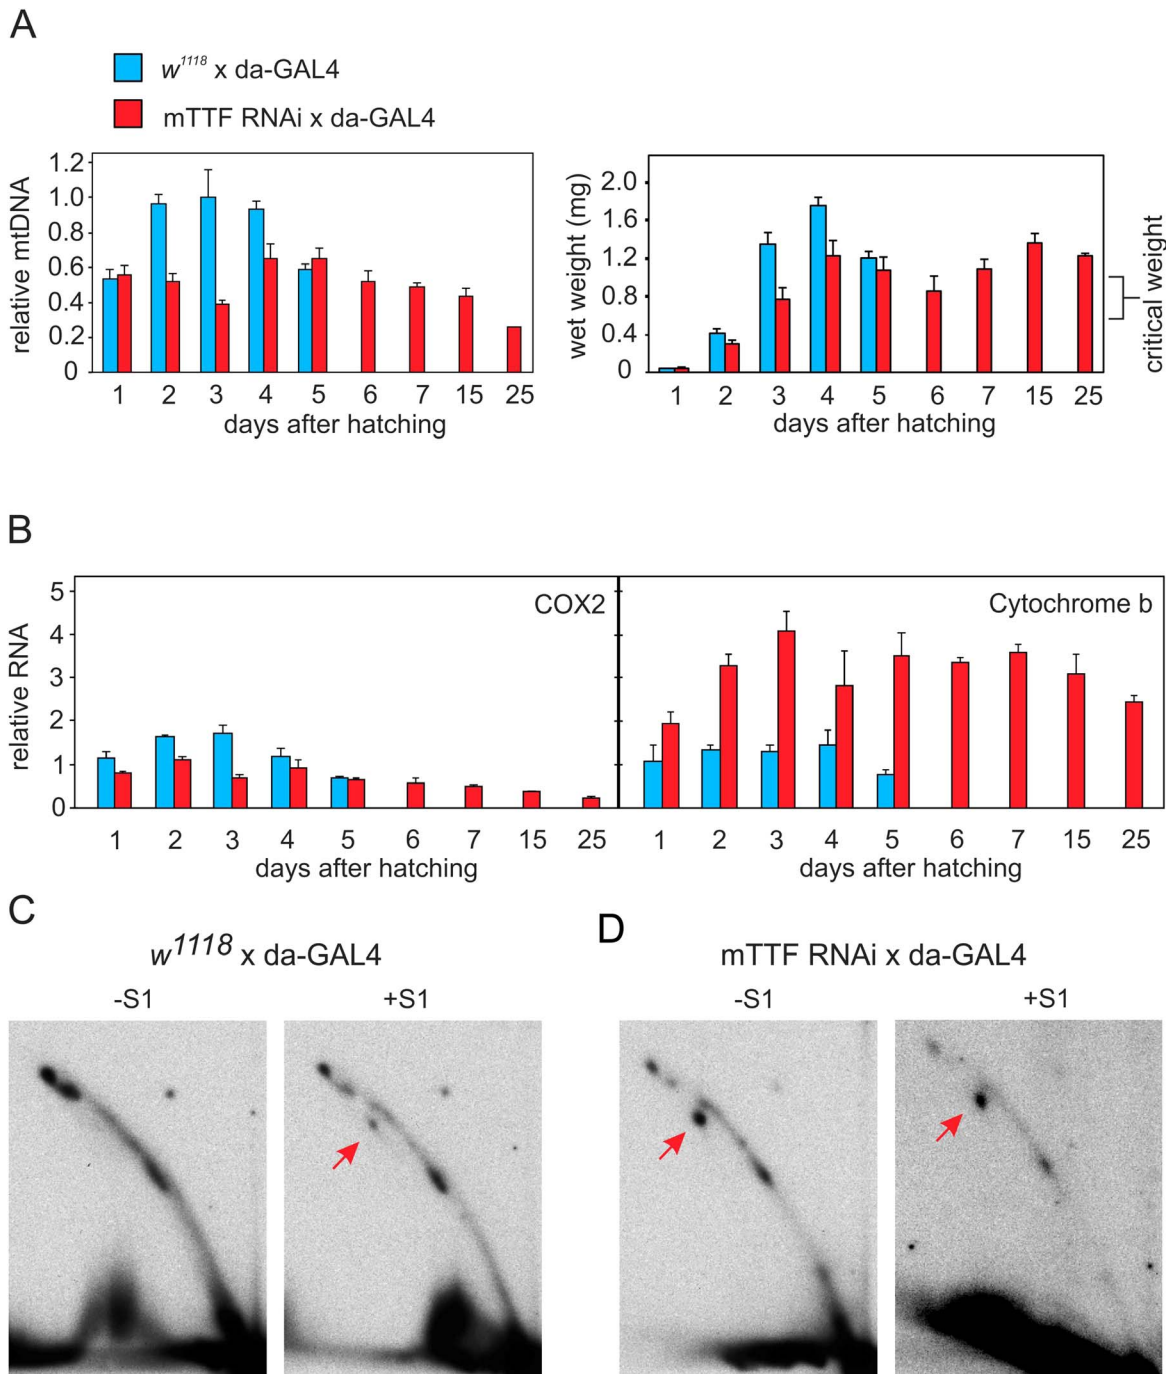 A
w1118 x da-GAL4
mTTF RNAi x da-GAL4
relative mtDNA
1.2
1.0
0.8
0.6
0.4
0.2
0
1 2 3 4 5 6 7 15 25
days after hatching
wet weight (mg)
2.0
1.6
1.2
0.8
0.4
0
1 2 3 4 5 6 7 15 25
days after hatching
critical weight
B
relative RNA
5
4
3
2
1
0
COX2
Cytochrome b
1 2 3 4 5 6 7 15 25
1 2 3 4 5 6 7 15 25
days after hatching
days after hatching
C
w1118 x da-GAL4
-S1 +S1
D
mTTF RNAi x da-GAL4
-S1 +S1